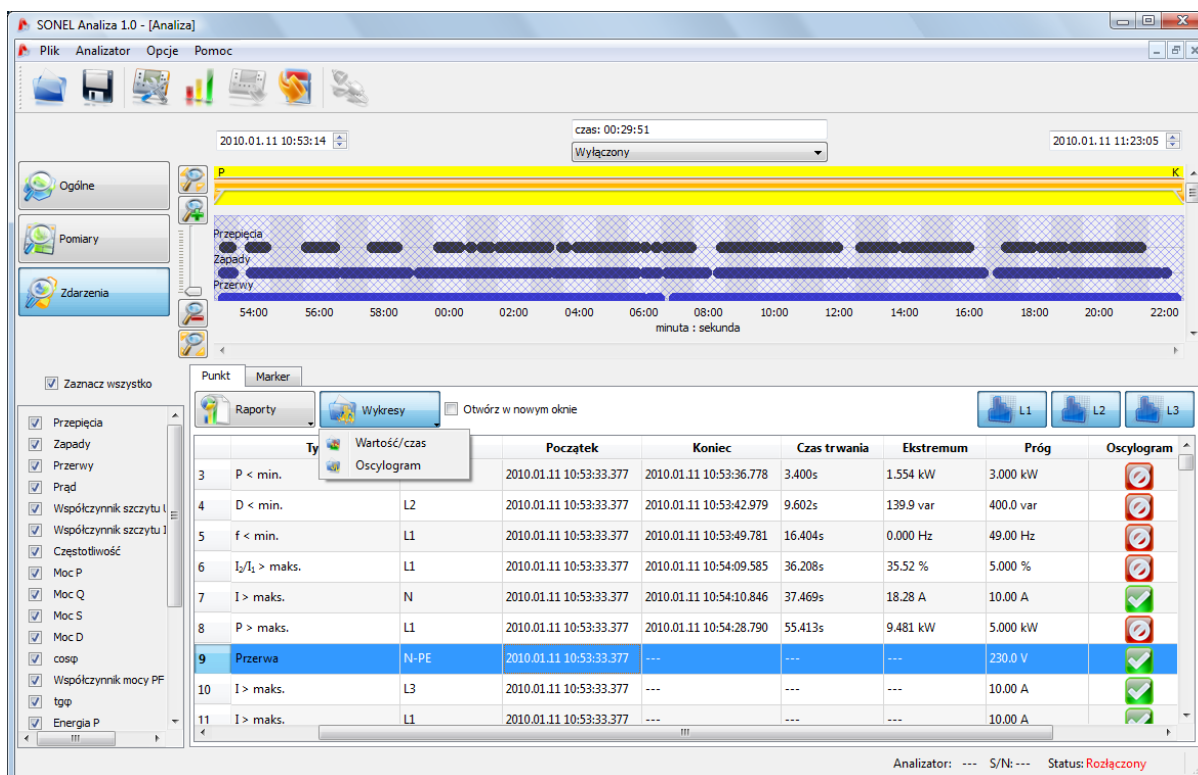 SONEL Analiza 1.0 - [Analiza]
Plik Analizator Opcje Pomoc
czas: 00:29:51
2010.01.11 10:53:14 Wyłączony 2010.01.11 11:23:05
P K
Ogólne
Pomiary
Zdarzenia
Przepięcia
Zapady
Przerwy
54:00 56:00 58:00 00:00 02:00 04:00 06:00 08:00 10:00 12:00 14:00 16:00 18:00 20:00 22:00
minuta : sekunda
Zaznacz wszystko
Przepięcia
Zapady
Przerwy
Prąd
Współczynnik szczytu
Współczynnik szczytu
Częstotliwość
Moc P
Moc Q
Moc S
Moc D
cosφ
Współczynnik mocy PF
tgφ
Energia P
Punkt Marker
Raporty Wykresy Otwórz w nowym oknie L1 L2 L3
Wartość/czas
Oscylogram
Ty Początek Koniec Czas trwania Ekstremum Próg Oscylogram
3 P < min. 2010.01.11 10:53:33.377 2010.01.11 10:53:36.778 3.400s 1.554 kW 3.000 kW
4 D < min. L2 2010.01.11 10:53:33.377 2010.01.11 10:53:42.979 9.602s 139.9 var 400.0 var
5 f < min. L1 2010.01.11 10:53:33.377 2010.01.11 10:53:49.781 16.404s 0.000 Hz 49.00 Hz
6 I₂/I₁ > maks. L1 2010.01.11 10:53:33.377 2010.01.11 10:54:09.585 36.208s 35.52 % 5.000 %
7 I > maks. N 2010.01.11 10:53:33.377 2010.01.11 10:54:10.846 37.469s 18.28 A 10.00 A
8 P > maks. L1 2010.01.11 10:53:33.377 2010.01.11 10:54:28.790 55.413s 9.481 kW 5.000 kW
9 Przerwa N-PE 2010.01.11 10:53:33.377 --- --- --- 230.0 V
10 I > maks. L3 2010.01.11 10:53:33.377 --- --- --- 10.00 A
11 I > maks. L1 2010.01.11 10:53:33.377 --- --- --- 10.00 A
Analizator: --- S/N: --- Status: Rozłączony